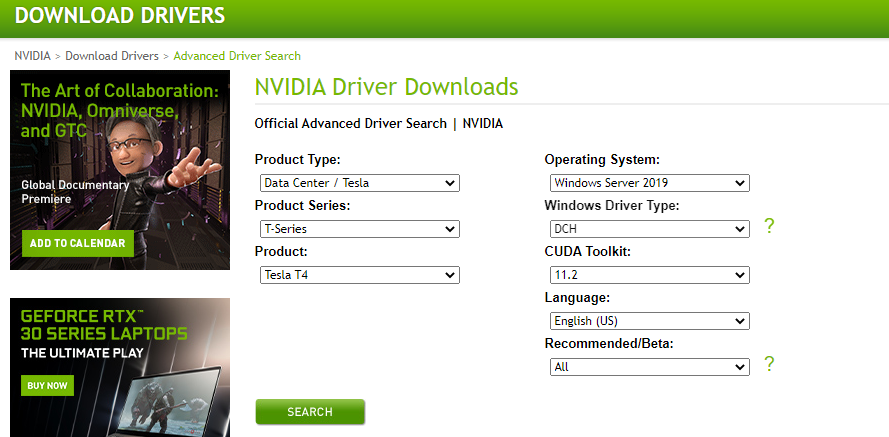 DOWNLOAD DRIVERS
NVIDIA > Download Drivers > Advanced Driver Search
The Art of Collaboration:
NVIDIA, Omniverse,
and GTC
Global Documentary
Premiere
ADD TO CALENDAR
GEFORCE RTX™
30 SERIES LAPTOPS
THE ULTIMATE PLAY
BUY NOW
NVIDIA Driver Downloads
Official Advanced Driver Search | NVIDIA
Product Type:
Data Center / Tesla
Product Series:
T-Series
Product:
Tesla T4
Operating System:
Windows Server 2019
Windows Driver Type:
DCH
?
CUDA Toolkit:
11.2
Language:
English (US)
Recommended/Beta:
All
?
SEARCH